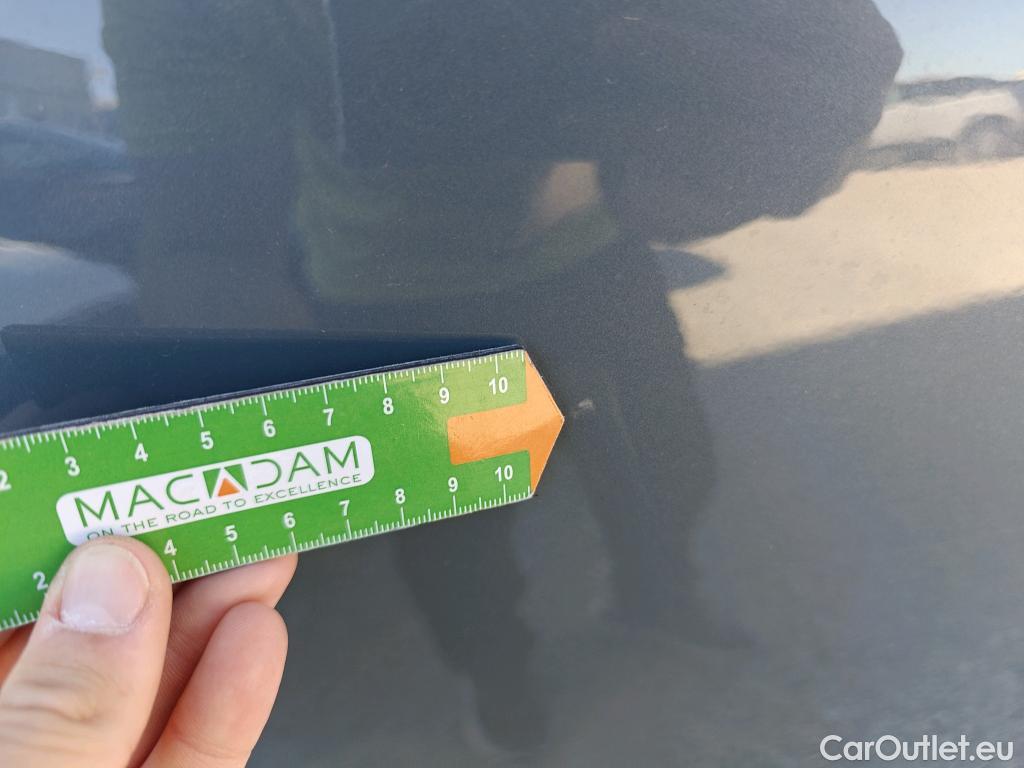 2 3 4 5 6 7 8 9 10
MACADAM
ON THE ROAD TO EXCELLENCE
2 4 5 6 7 8 9 10
CarOutlet.eu